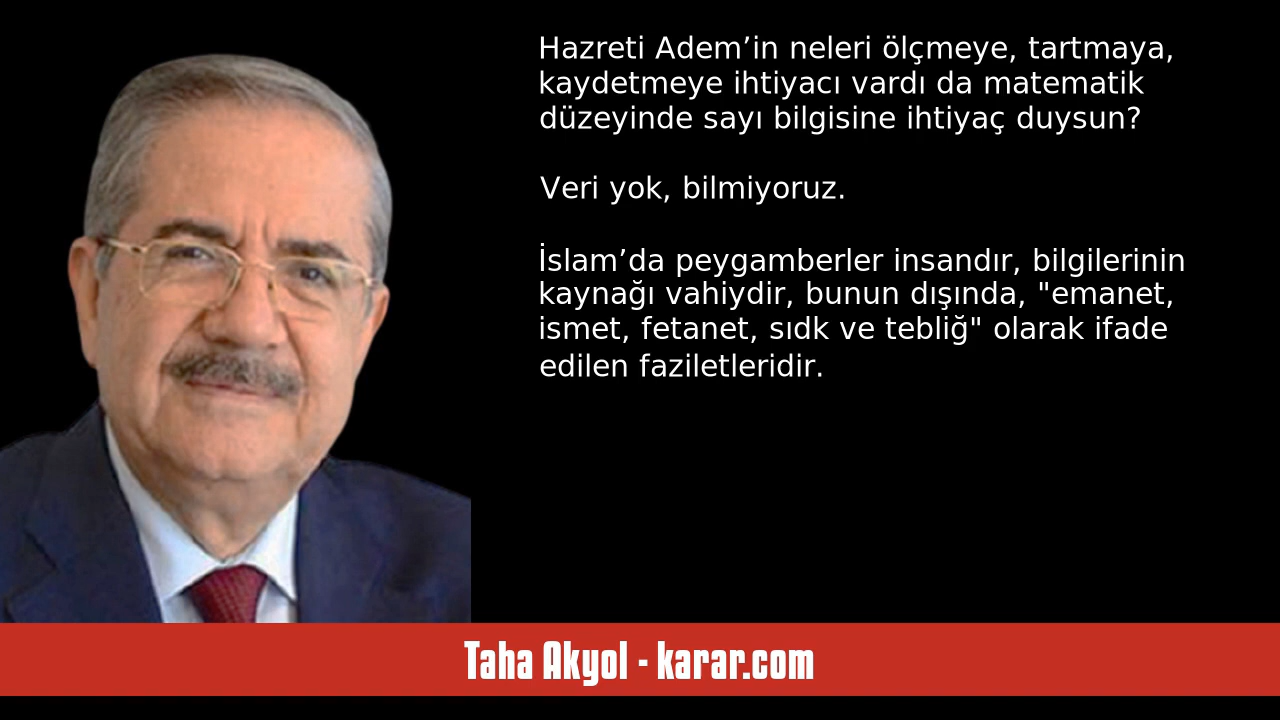 Hazreti Adem’in neleri ölçmeye, tartmaya,
kaydetmeye ihtiyacı vardı da matematik
düzeyinde sayı bilgisine ihtiyaç duysun?
Veri yok, bilmiyoruz.
İslam’da peygamberler insandır, bilgilerinin
kaynağı vahiydir, bunun dışında, "emanet,
ismet, fetanet, sıdk ve tebliğ" olarak ifade
edilen faziletleridir.
Taha Akyol - karar.com